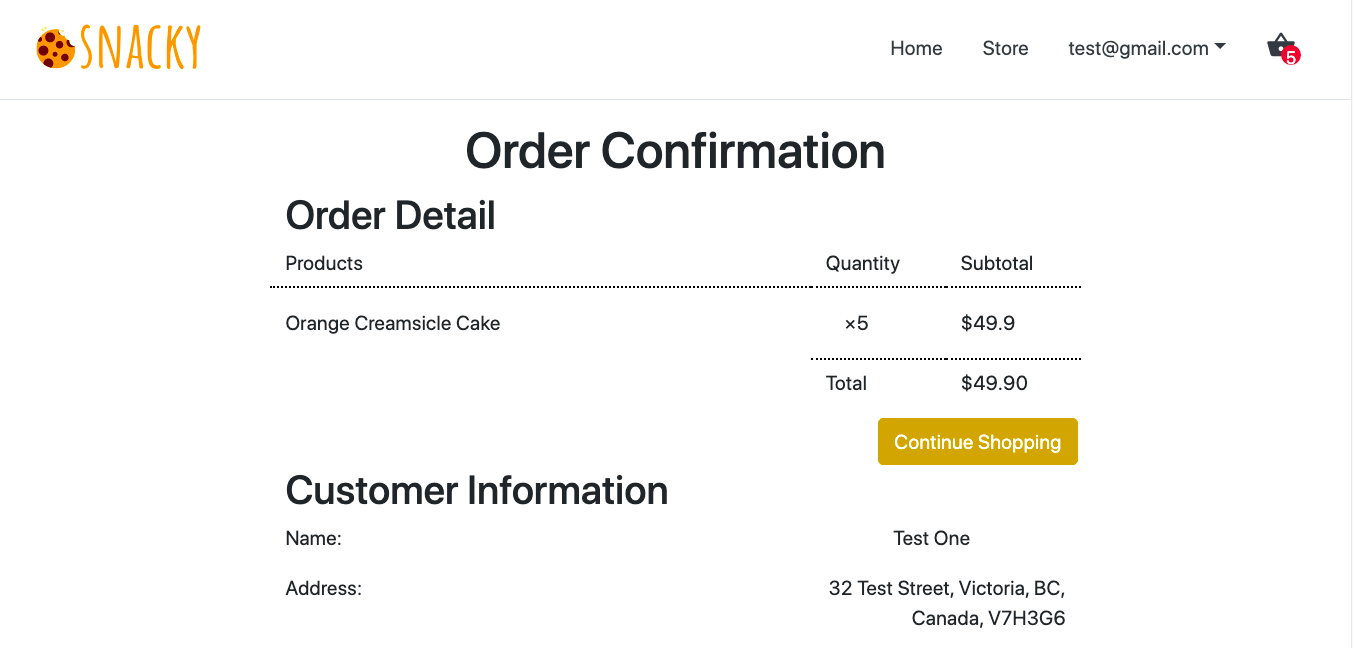 SNACKY
Home Store test@gmail.com 5
Order Confirmation
Order Detail
Products Quantity Subtotal
Orange Creamsicle Cake ×5 $49.9
Total $49.90
Continue Shopping
Customer Information
Name: Test One
Address: 32 Test Street, Victoria, BC,
Canada, V7H3G6